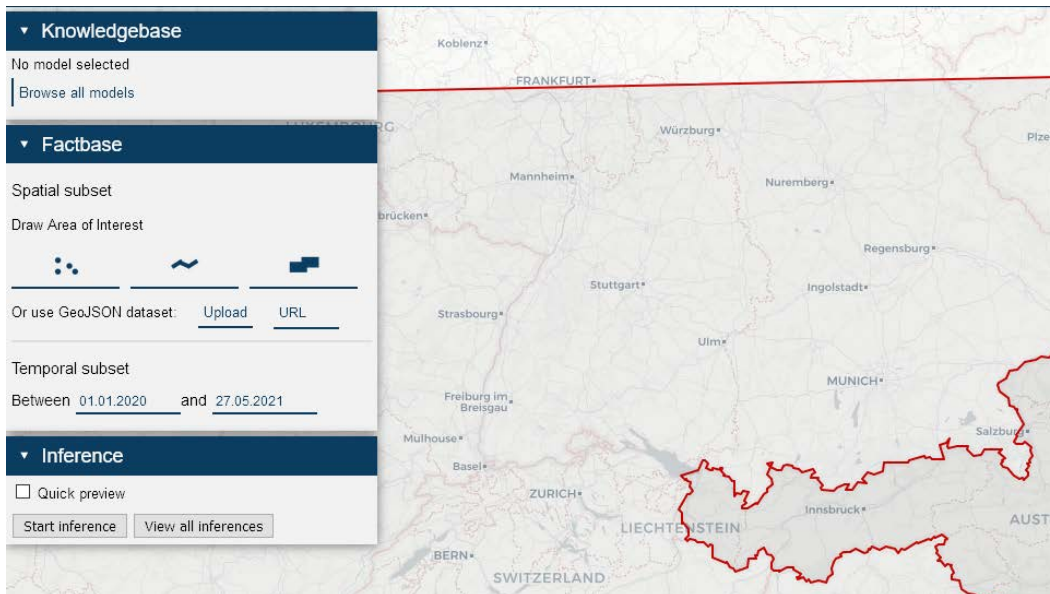 Knowledgebase
No model selected
Browse all models
Factbase
Spatial subset
Draw Area of Interest
Or use GeoJSON dataset: Upload URL
Temporal subset
Between 01.01.2020 and 27.05.2021
Inference
Quick preview
Start inference View all inferences
Koblenz
FRANKFURT
LUXEMBOURG
Würzburg
Plze
Mannheim
Nuremberg
brücken
Regensburg
Stuttgart
Ingolstadt
Strasbourg
Ulm
MUNICH
Freiburg im
Breisgau
Salzburg
Mulhouse
Basel
ZURICH
Innsbruck
LIECHTENSTEIN
AUST
BERN
SWITZERLAND